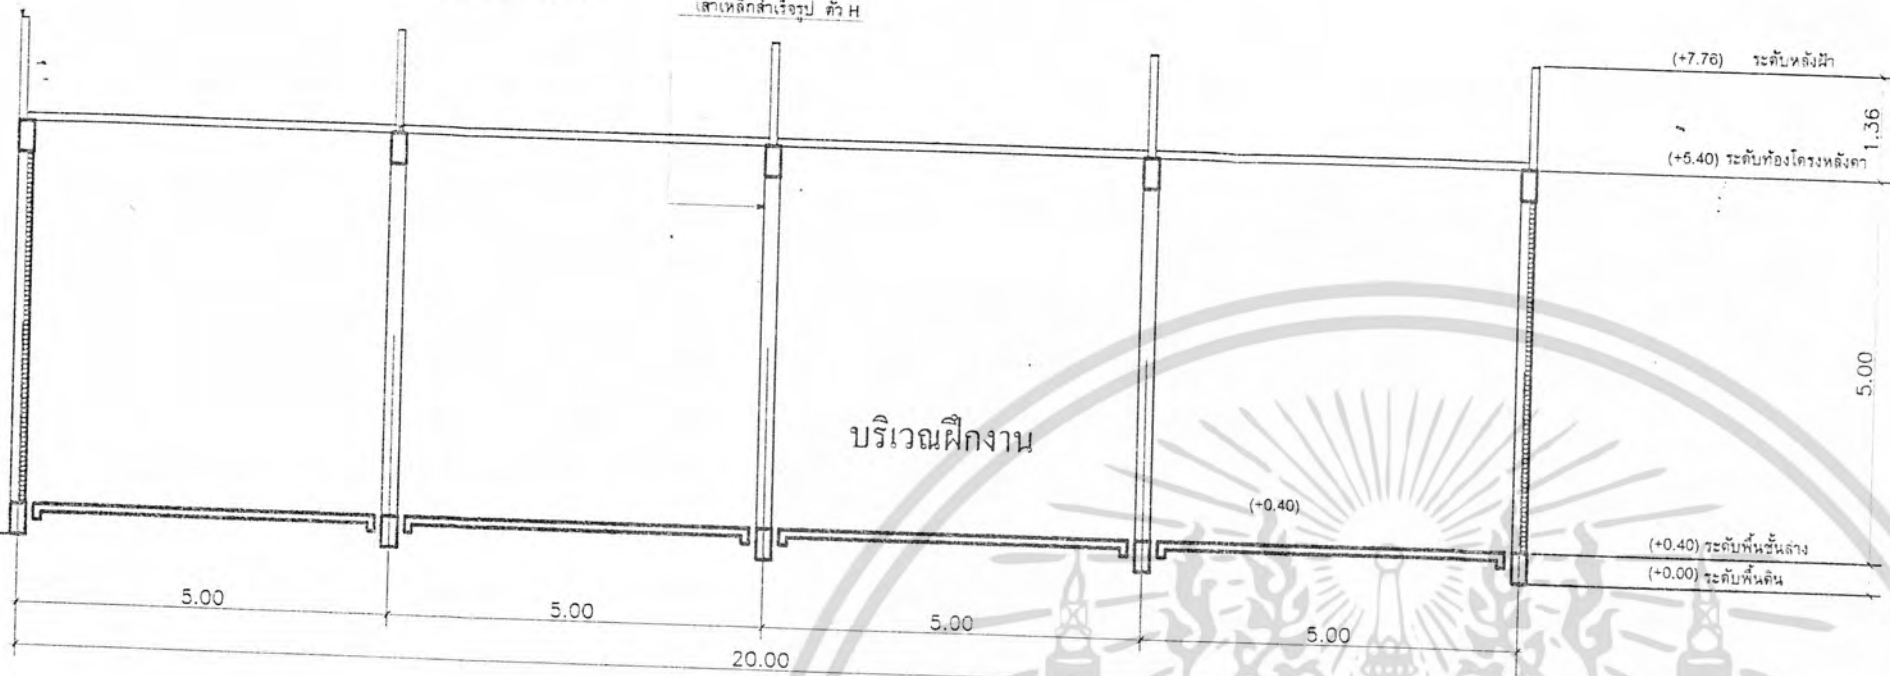 เสาเหล็กสำเร็จรูป ตัว H
(+7.76) ระดับหลังฝ้า
1.36
(+5.40) ระดับท้องโครงหลังคา
5.00
บริเวณฝึกงาน
(+0.40)
(+0.40) ระดับพื้นชั้นล่าง
(+0.00) ระดับพื้นดิน
5.00
5.00
5.00
5.00
20.00